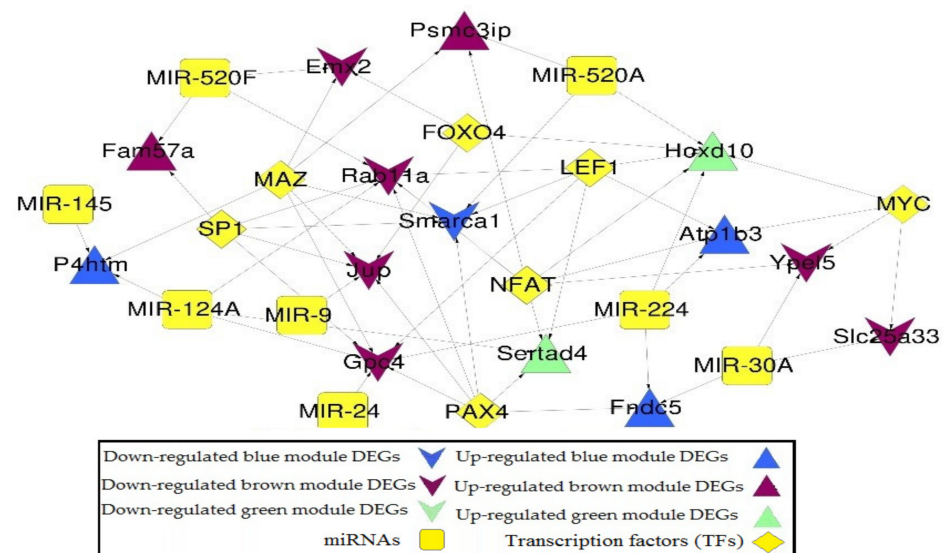 Psmc3ip
MIR-520F
Emx2
MIR-520A
FOXO4
Fam57a
Hoxd10
MAZ
Rab11a
LEF1
MIR-145
Smarca1
MYC
SP1
Atp1b3
P4htm
Jup
Ypel5
NFAT
MIR-124A
MIR-9
MIR-224
Slc25a33
Gpc4
Sertad4
MIR-30A
MIR-24
PAX4
Fndc5
Down-regulated blue module DEGs
Up-regulated blue module DEGs
Down-regulated brown module DEGs
Up-regulated brown module DEGs
Down-regulated green module DEGs
Up-regulated green module DEGs
miRNAs
Transcription factors (TFs)